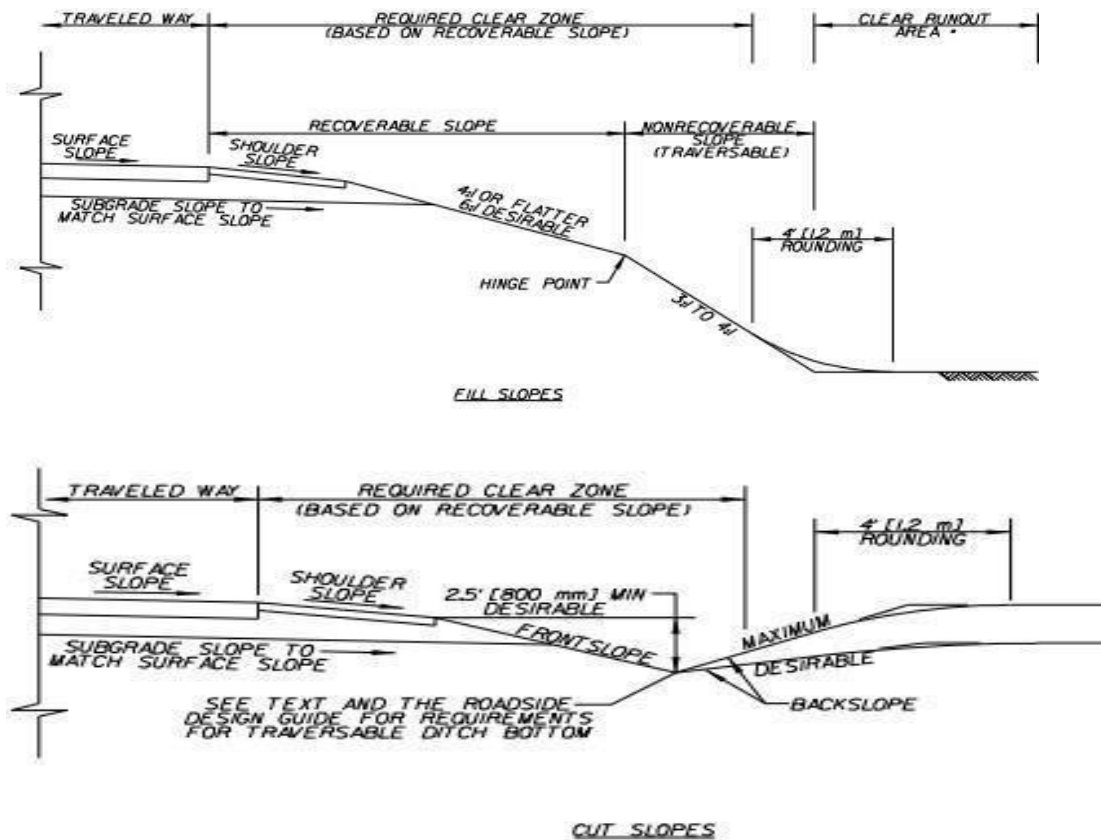 TRAVELED WAY
REQUIRED CLEAR ZONE
(BASED ON RECOVERABLE SLOPE)
CLEAR RUNOUT
AREA *
RECOVERABLE SLOPE
NONRECOVERABLE
SLOPE
(TRAVERSABLE)
SURFACE
SLOPE
SHOULDER
SLOPE
SUBGRADE SLOPE TO
MATCH SURFACE SLOPE
4:1 OR FLATTER
6:1 DESIRABLE
4' [1.2 m]
ROUNDING
HINGE POINT
3:1 TO 4:1
FILL SLOPES
TRAVELED WAY
REQUIRED CLEAR ZONE
(BASED ON RECOVERABLE SLOPE)
4' [1.2 m]
ROUNDING
SURFACE
SLOPE
SHOULDER
SLOPE
2.5' [800 mm] MIN
DESIRABLE
SUBGRADE SLOPE TO
MATCH SURFACE SLOPE
FRONT SLOPE
MAXIMUM
DESIRABLE
BACKSLOPE
SEE TEXT AND THE ROADSIDE
DESIGN GUIDE FOR REQUIREMENTS
FOR TRAVERSABLE DITCH BOTTOM
CUT SLOPES